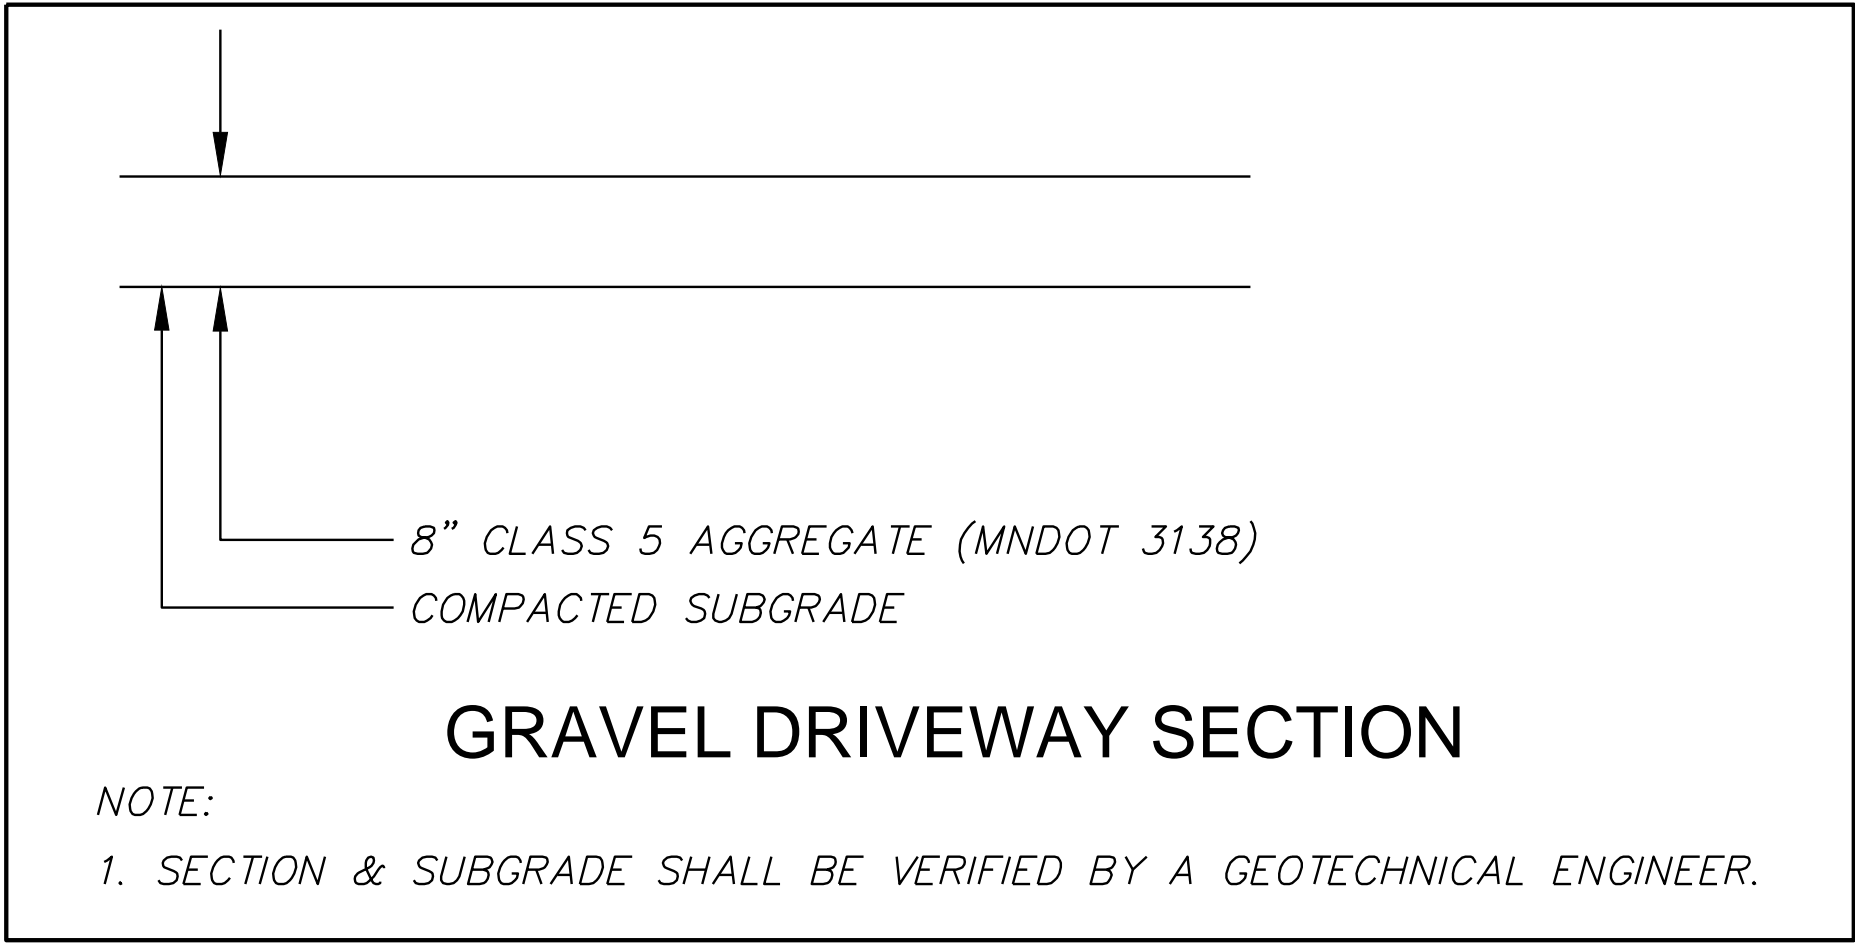 8" CLASS 5 AGGREGATE (MNDOT 3138)
COMPACTED SUBGRADE
GRAVEL DRIVEWAY SECTION
NOTE:
1. SECTION & SUBGRADE SHALL BE VERIFIED BY A GEOTECHNICAL ENGINEER.